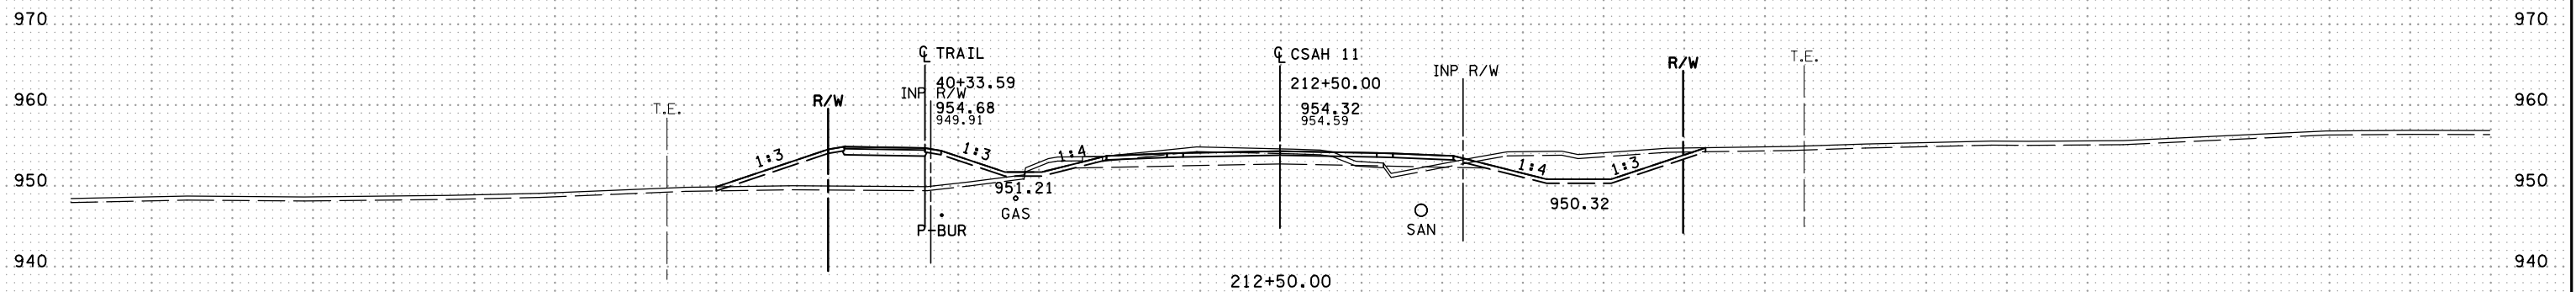 970
970
℄ TRAIL
℄ CSAH 11
T.E.
R/W
INP R/W
40+33.59
212+50.00
INP R/W
960
960
R/W
T.E.
954.68
949.91
954.32
954.59
1:3
1:3
1:4
1:4
1:3
950
950
951.21
950.32
GAS
P-BUR
SAN
940
940
212+50.00